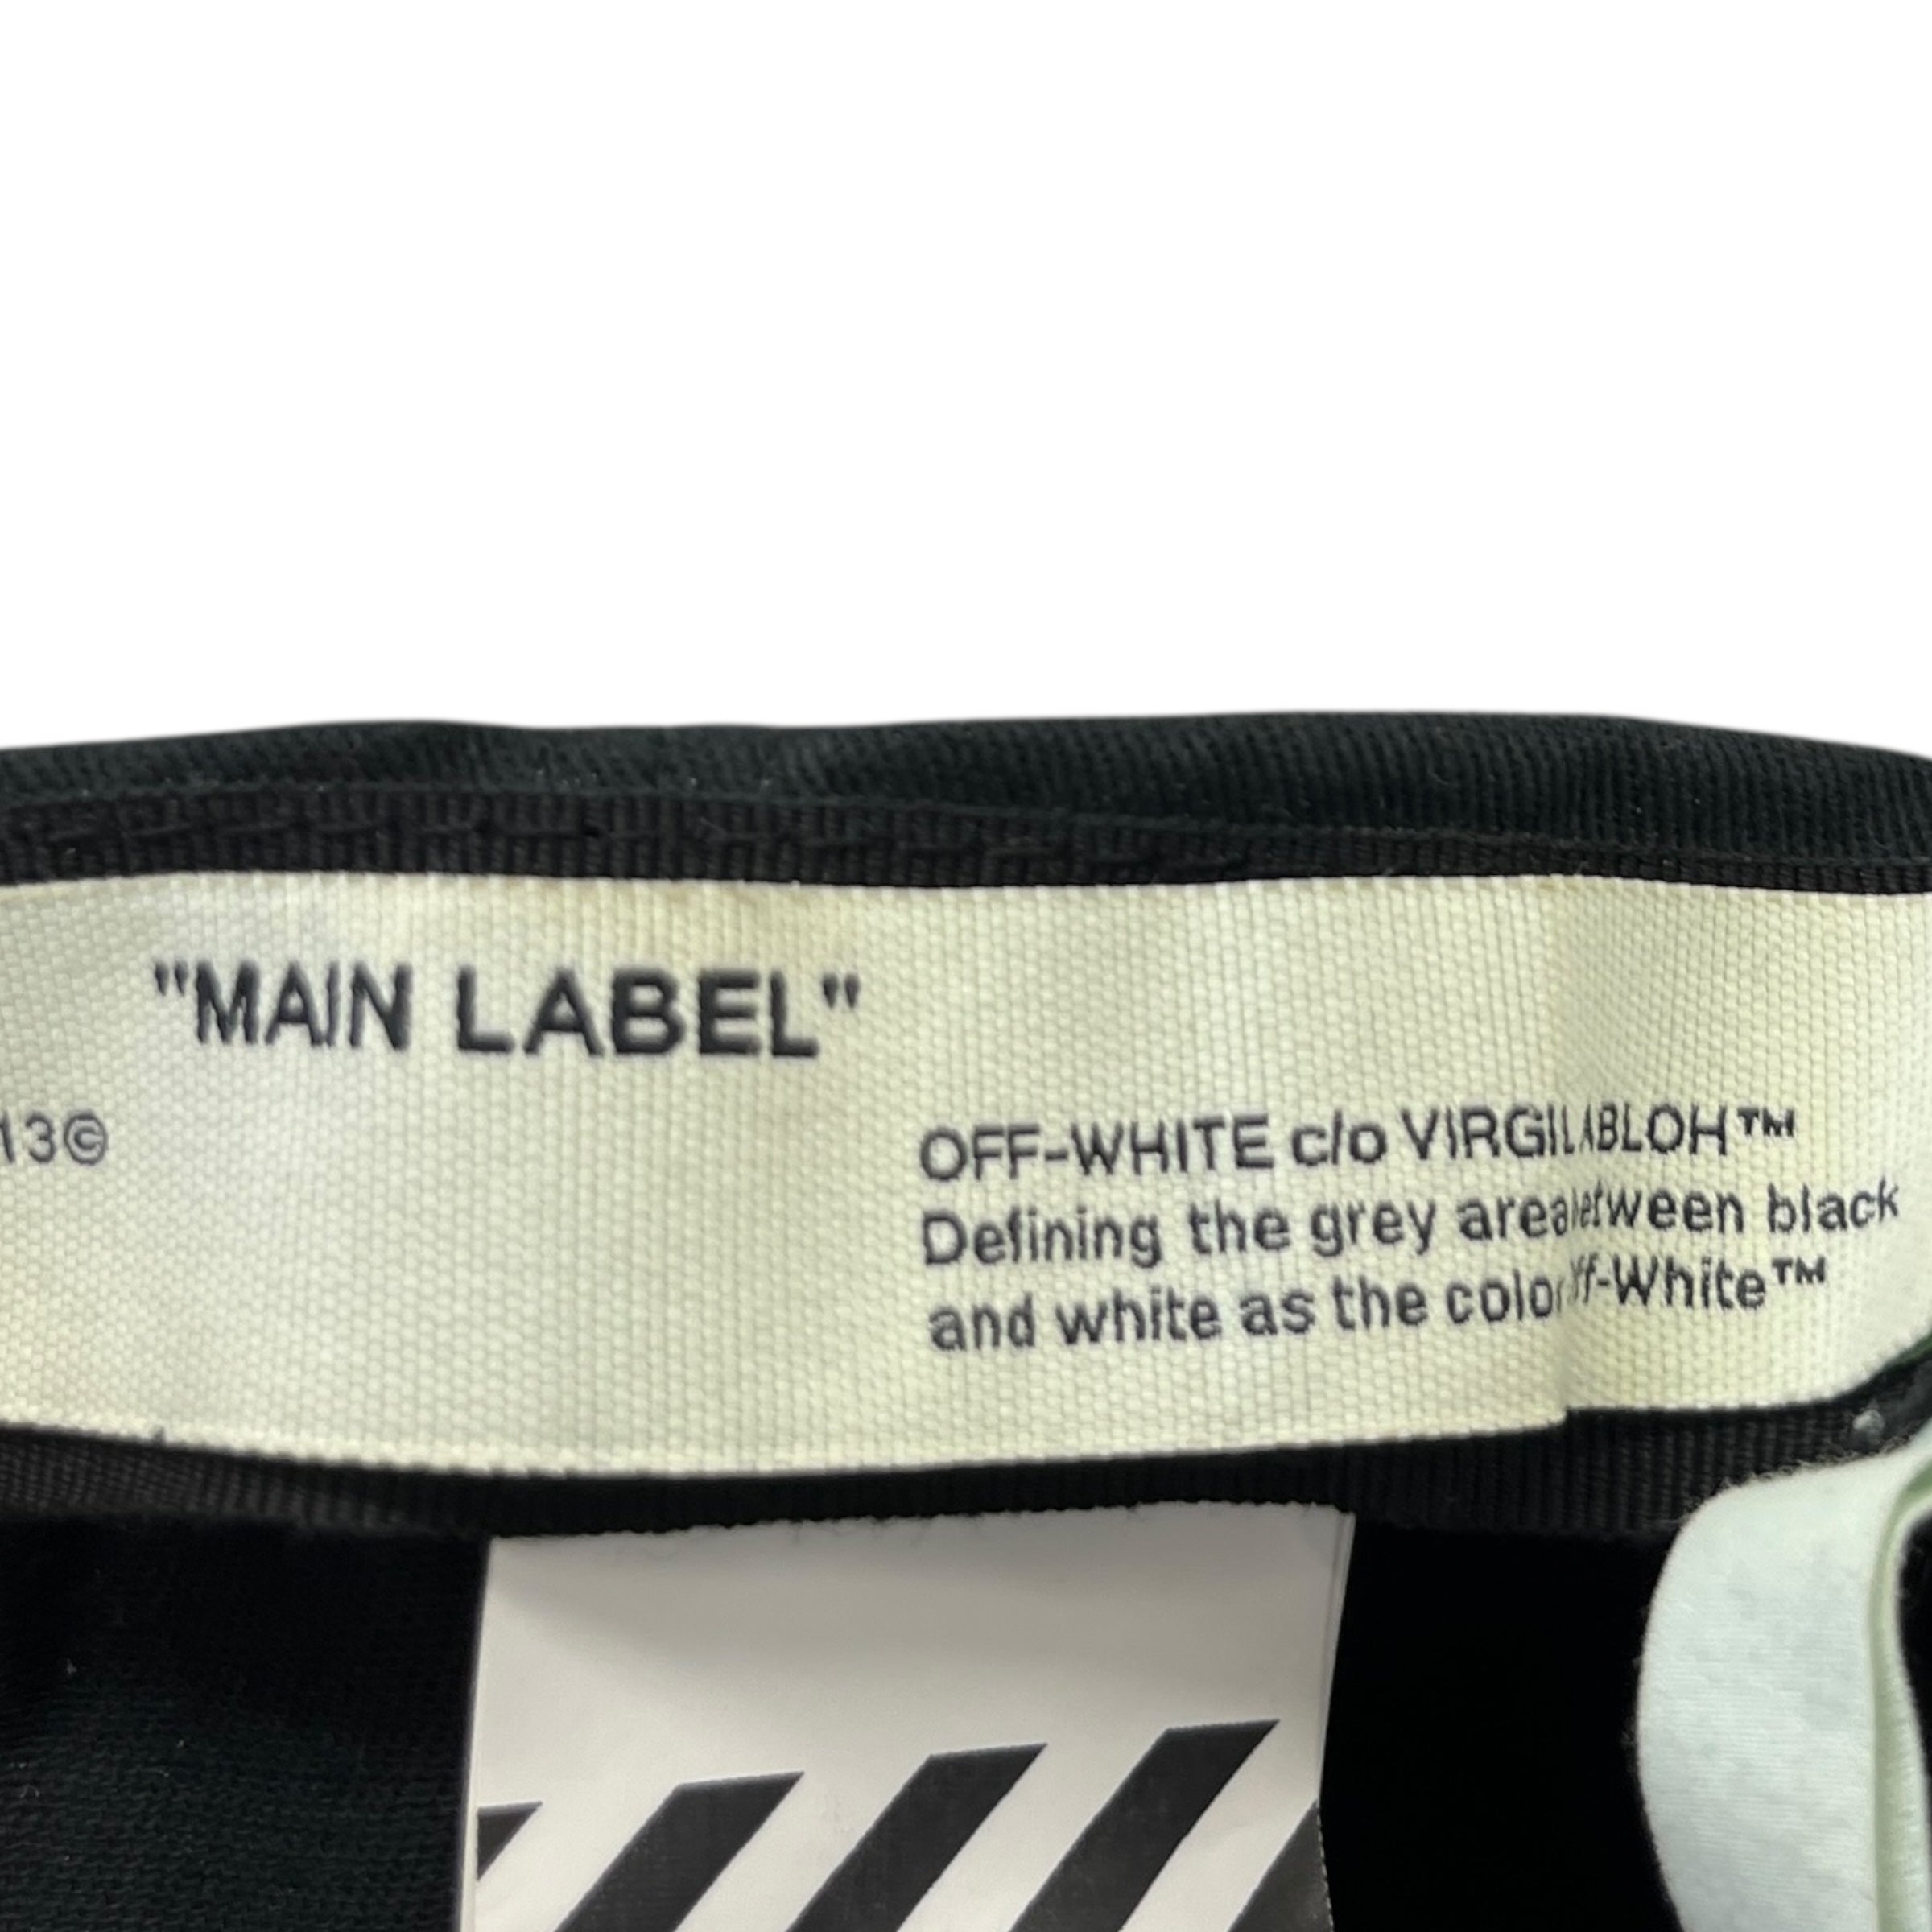 "MAIN LABEL"
13©
OFF-WHITE c/o VIRGIL ABLOH™
Defining the grey area between black
and white as the color Off-White™